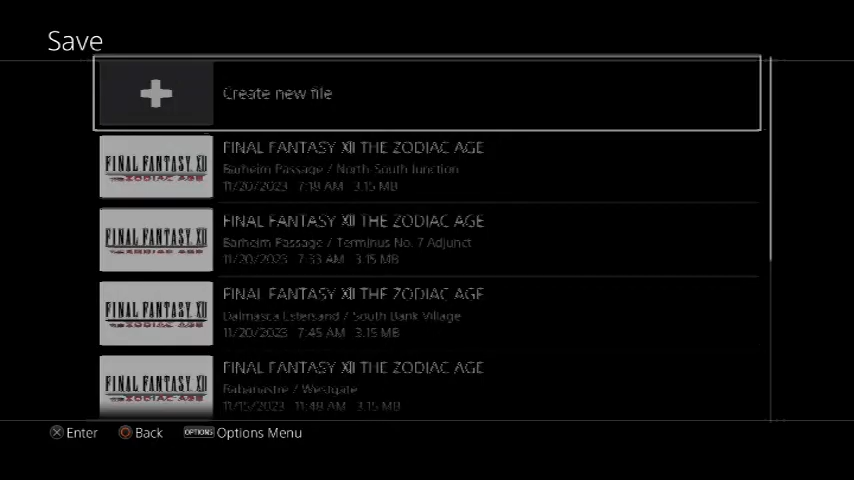 Save
Create new file
FINAL FANTASY XII
THE ZODIAC AGE
FINAL FANTASY XII THE ZODIAC AGE
Barheim Passage / North-South Junction
11/20/2023 7:18 AM 3.15 MB
FINAL FANTASY XII
THE ZODIAC AGE
FINAL FANTASY XII THE ZODIAC AGE
Barheim Passage / Terminus No. 7 Adjunct
11/20/2023 7:33 AM 3.15 MB
FINAL FANTASY XII
THE ZODIAC AGE
FINAL FANTASY XII THE ZODIAC AGE
Dalmasca Estersand / South Bank Village
11/20/2023 7:45 AM 3.15 MB
FINAL FANTASY XII
THE ZODIAC AGE
FINAL FANTASY XII THE ZODIAC AGE
Rabanastre / Westgate
11/15/2023 11:48 AM 3.15 MB
Enter Back OPTIONS Options Menu